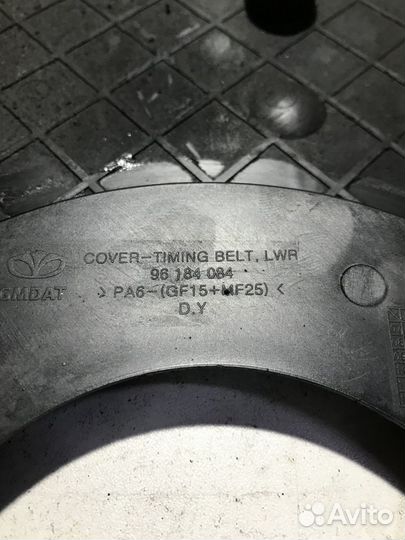 COVER-TIMING BELT, LWR
96 184 084
GMDAT
> PA6-(GF15+MF25) <
D.Y
Avito